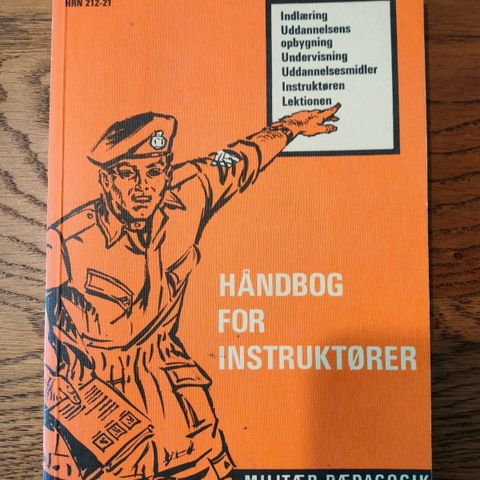 HRN 212-21
Indlæring
Uddannelsens
opbygning
Undervisning
Uddannelsesmidler
Instruktøren
Lektionen
HÅNDBOG
FOR
INSTRUKTØRER
MILITÆR PÆDAGOGIK